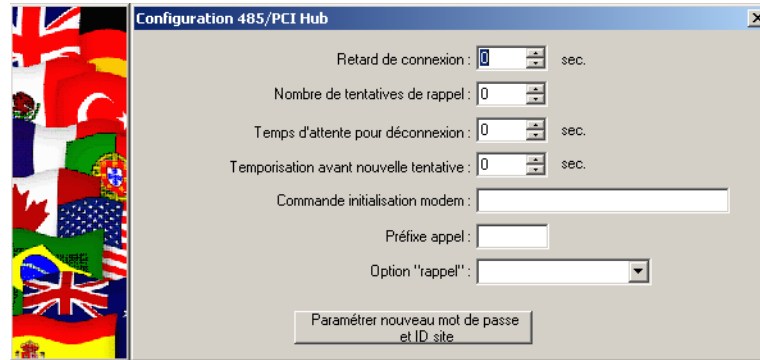 Configuration 485/PCI Hub
Retard de connexion : 0 sec.
Nombre de tentatives de rappel : 0
Temps d'attente pour déconnexion : 0 sec.
Temporisation avant nouvelle tentative : 0 sec.
Commande initialisation modem :
Préfixe appel :
Option "rappel" :
Paramétrer nouveau mot de passe
et ID site